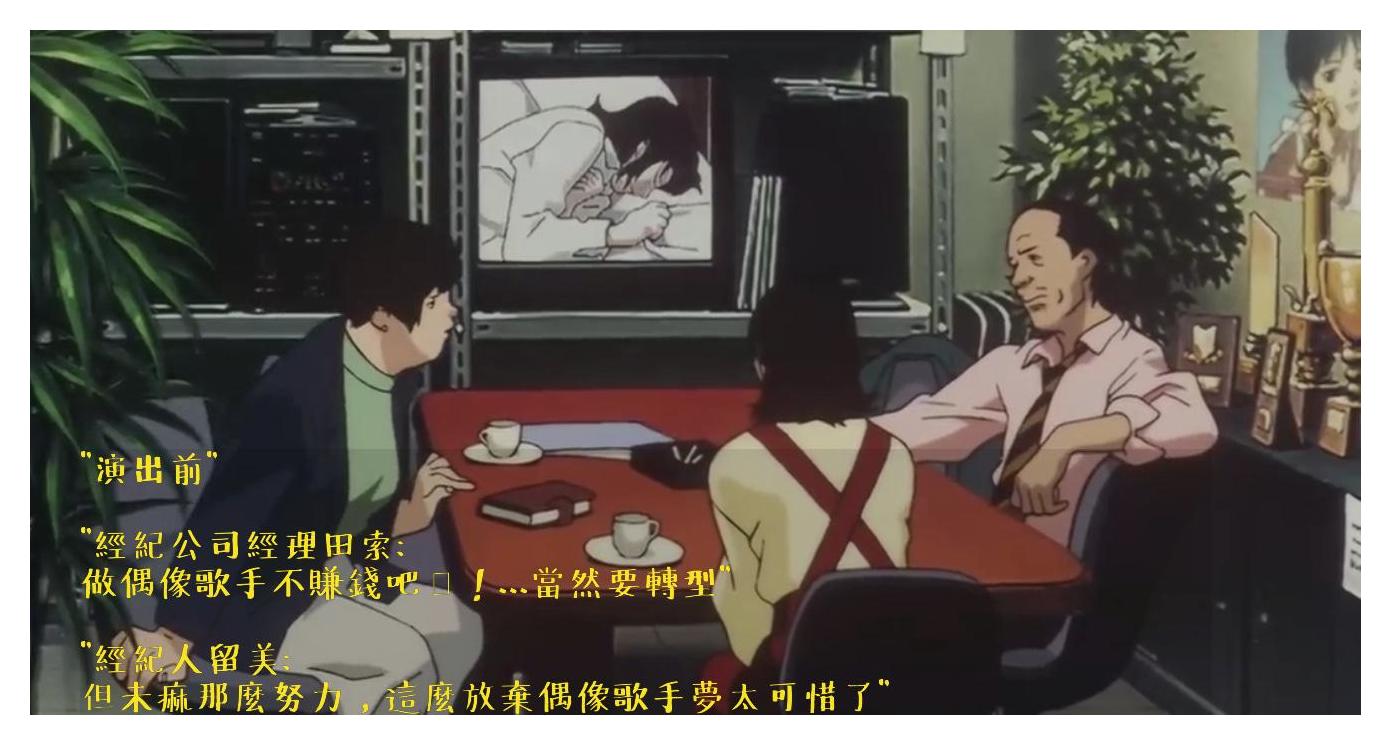 "演出前"
"經紀公司經理田索:
做偶像歌手不賺錢吧□！...當然要轉型"
"經紀人留美:
但未麻那麼努力，這麼放棄偶像歌手夢太可惜了"